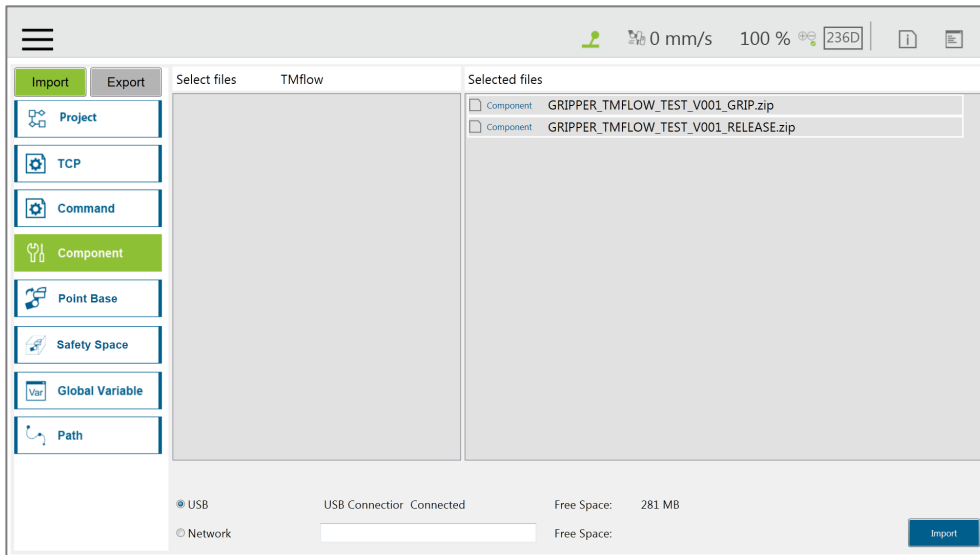 0 mm/s 100 % 236D
Import Export Select files TMflow Selected files
Project
TCP
Command
Component
Point Base
Safety Space
Var Global Variable
Path
Component GRIPPER_TMFLOW_TEST_V001_GRIP.zip
Component GRIPPER_TMFLOW_TEST_V001_RELEASE.zip
USB USB Connectior Connected Free Space: 281 MB
Network Free Space:
Import